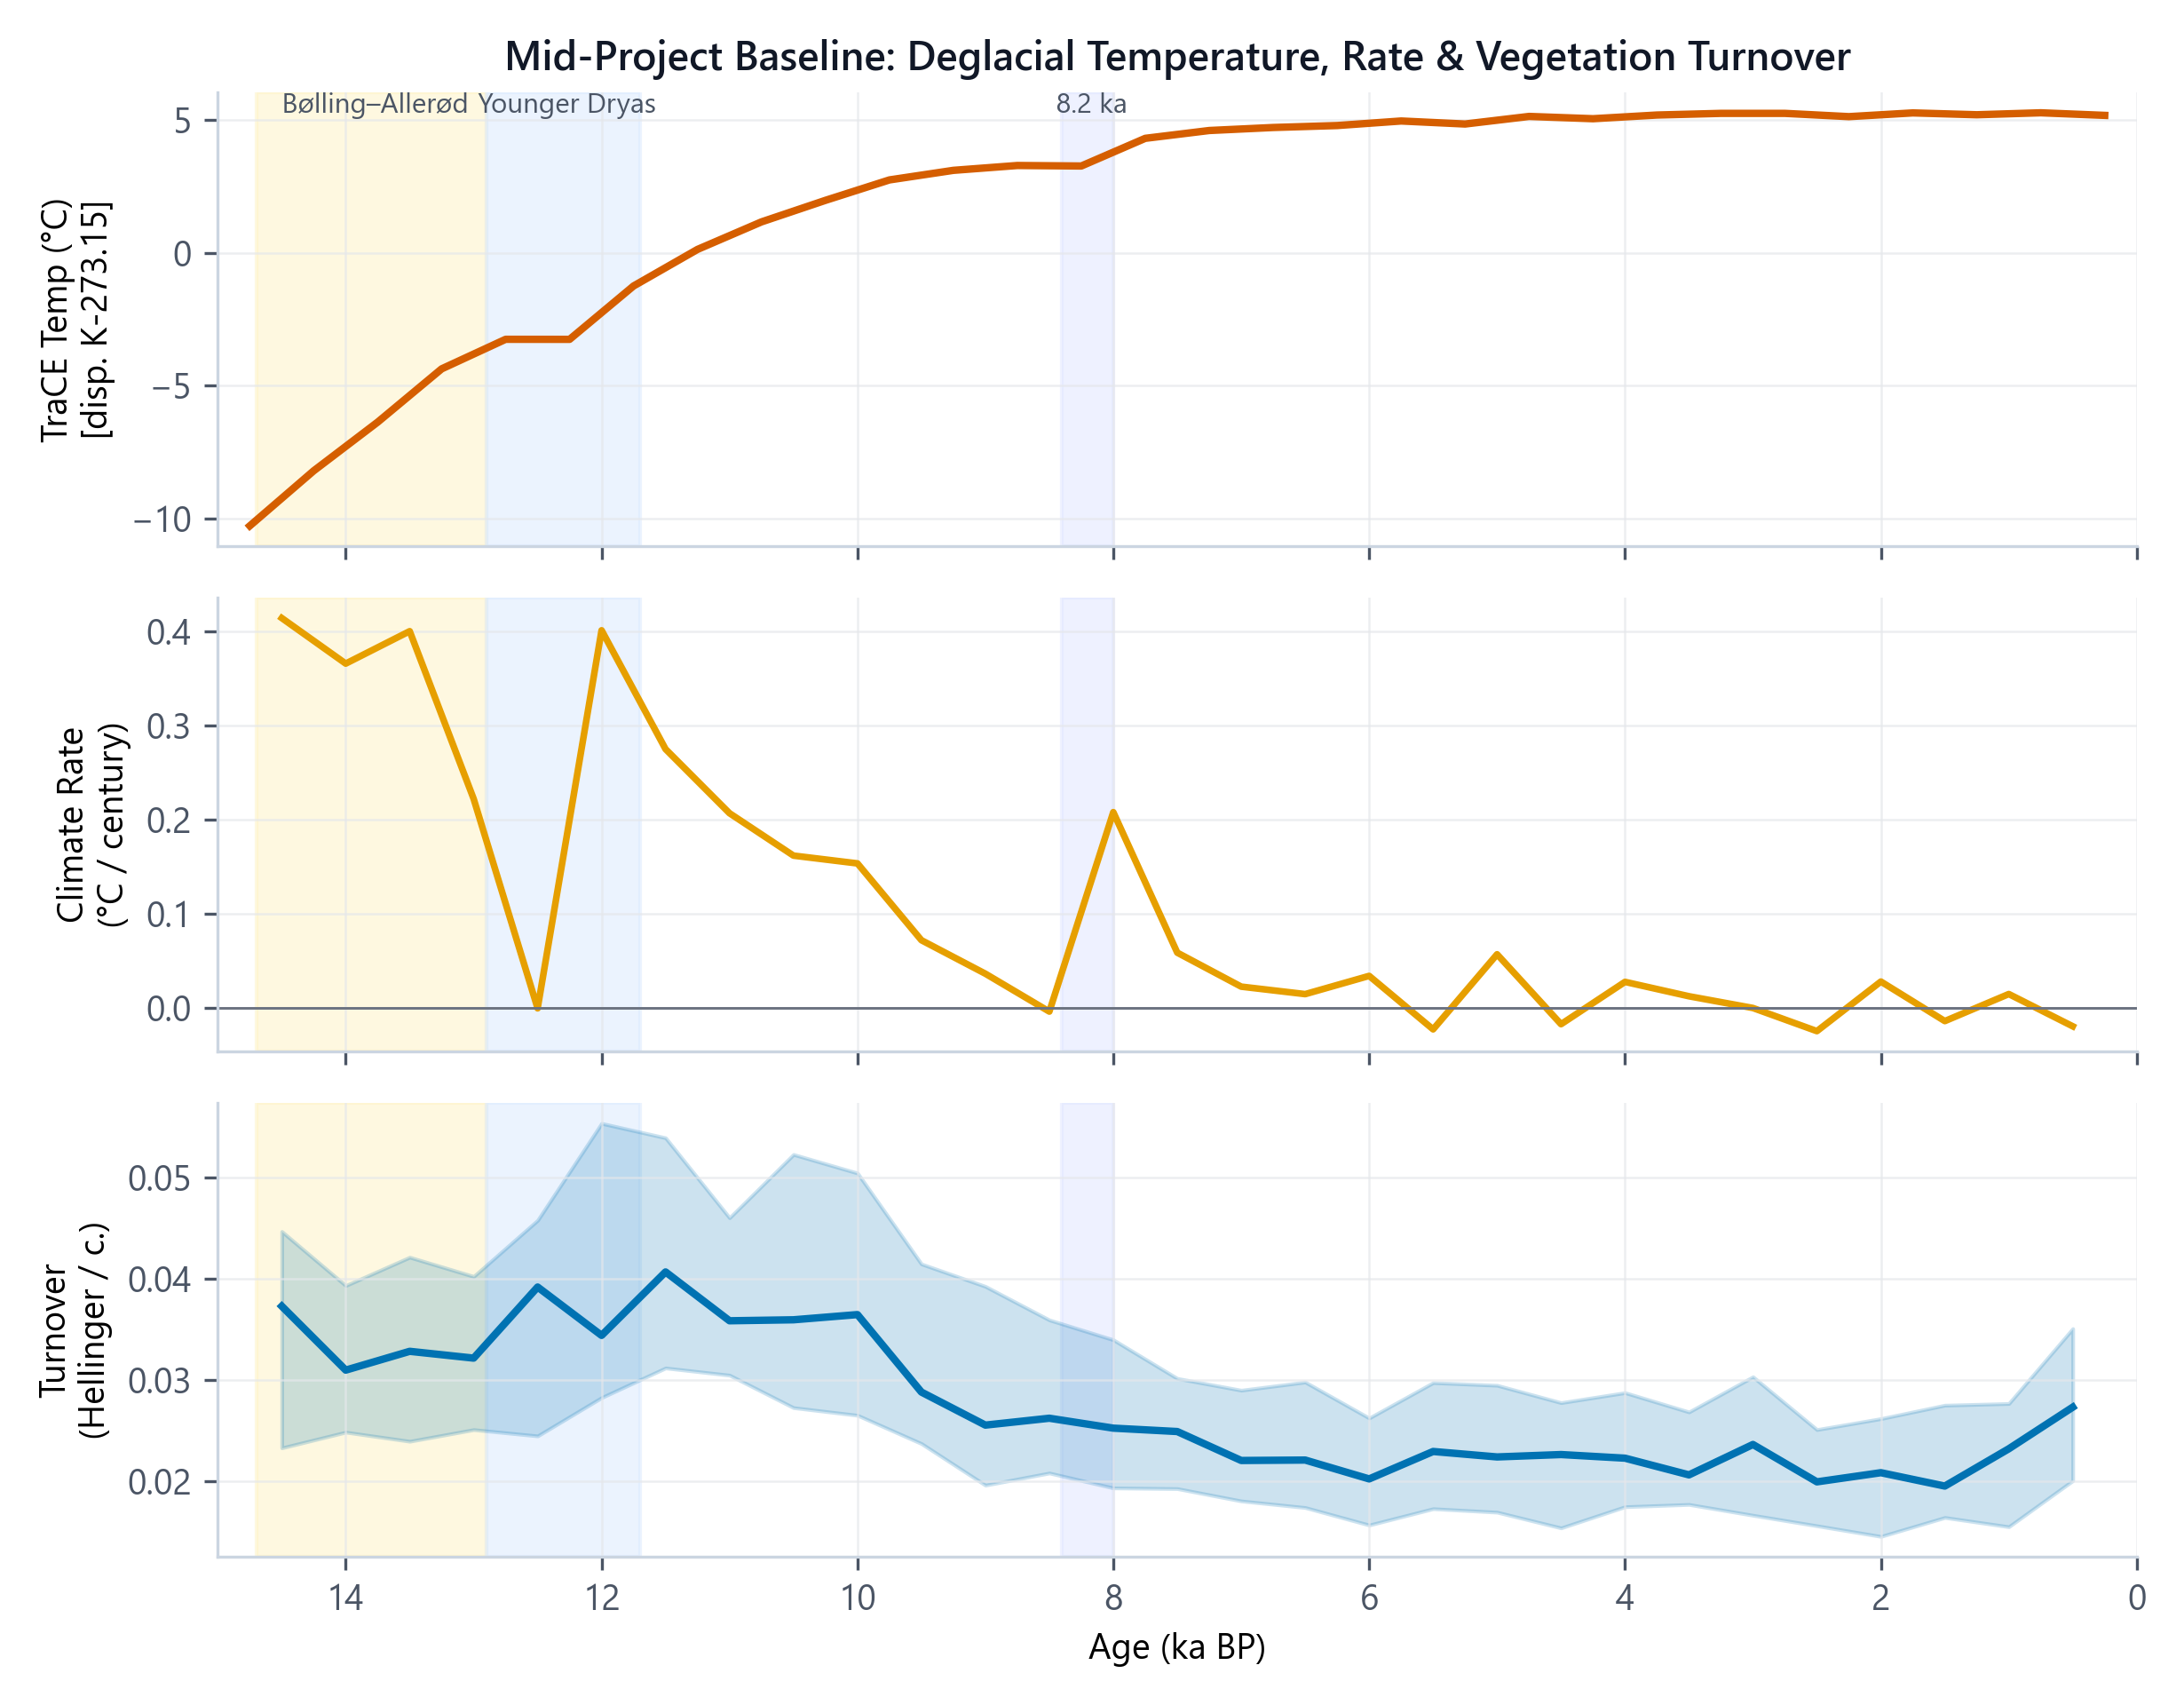 Mid-Project Baseline: Deglacial Temperature, Rate & Vegetation Turnover
Bølling–Allerød
Younger Dryas
8.2 ka
TraCE Temp (°C)
[disp. K-273.15]
5
0
−5
−10
Climate Rate
(°C / century)
0.4
0.3
0.2
0.1
0.0
Turnover
(Hellinger / c.)
0.05
0.04
0.03
0.02
14
12
10
8
6
4
2
0
Age (ka BP)